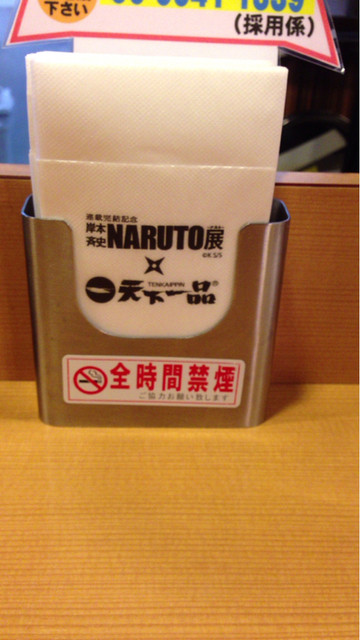 下さい
(採用係)
連載完結記念
岸本斉史 NARUTO展
©K S/S
TENKAIPPIN
天下一品®
全時間禁煙
ご協力お願い致します